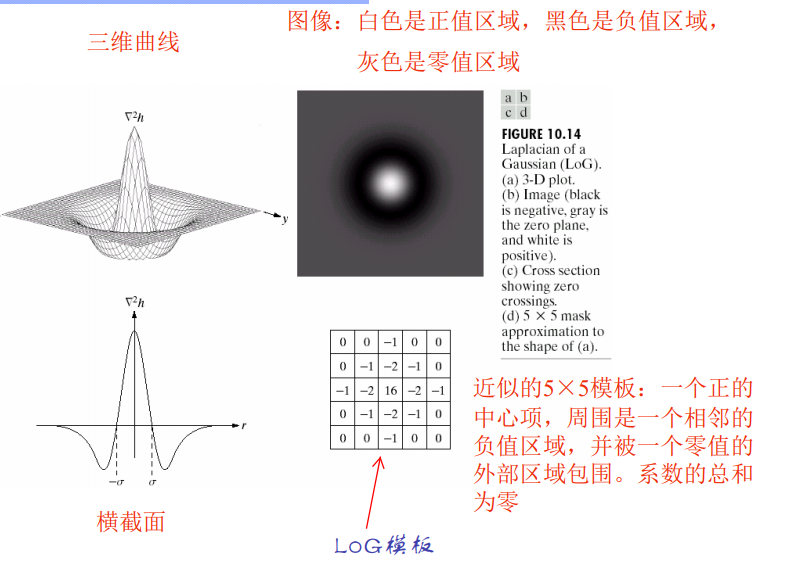 三维曲线
图像：白色是正值区域，黑色是负值区域，
灰色是零值区域
∇²h
y
a b
c d
FIGURE 10.14
Laplacian of a
Gaussian (LoG).
(a) 3-D plot.
(b) Image (black
is negative, gray is
the zero plane,
and white is
positive).
(c) Cross section
showing zero
crossings.
(d) 5 × 5 mask
approximation to
the shape of (a).
∇²h
r
−σ σ
横截面
0 0 −1 0 0
0 −1 −2 −1 0
−1 −2 16 −2 −1
0 −1 −2 −1 0
0 0 −1 0 0
LoG模板
近似的5×5模板：一个正的
中心项，周围是一个相邻的
负值区域，并被一个零值的
外部区域包围。系数的总和
为零